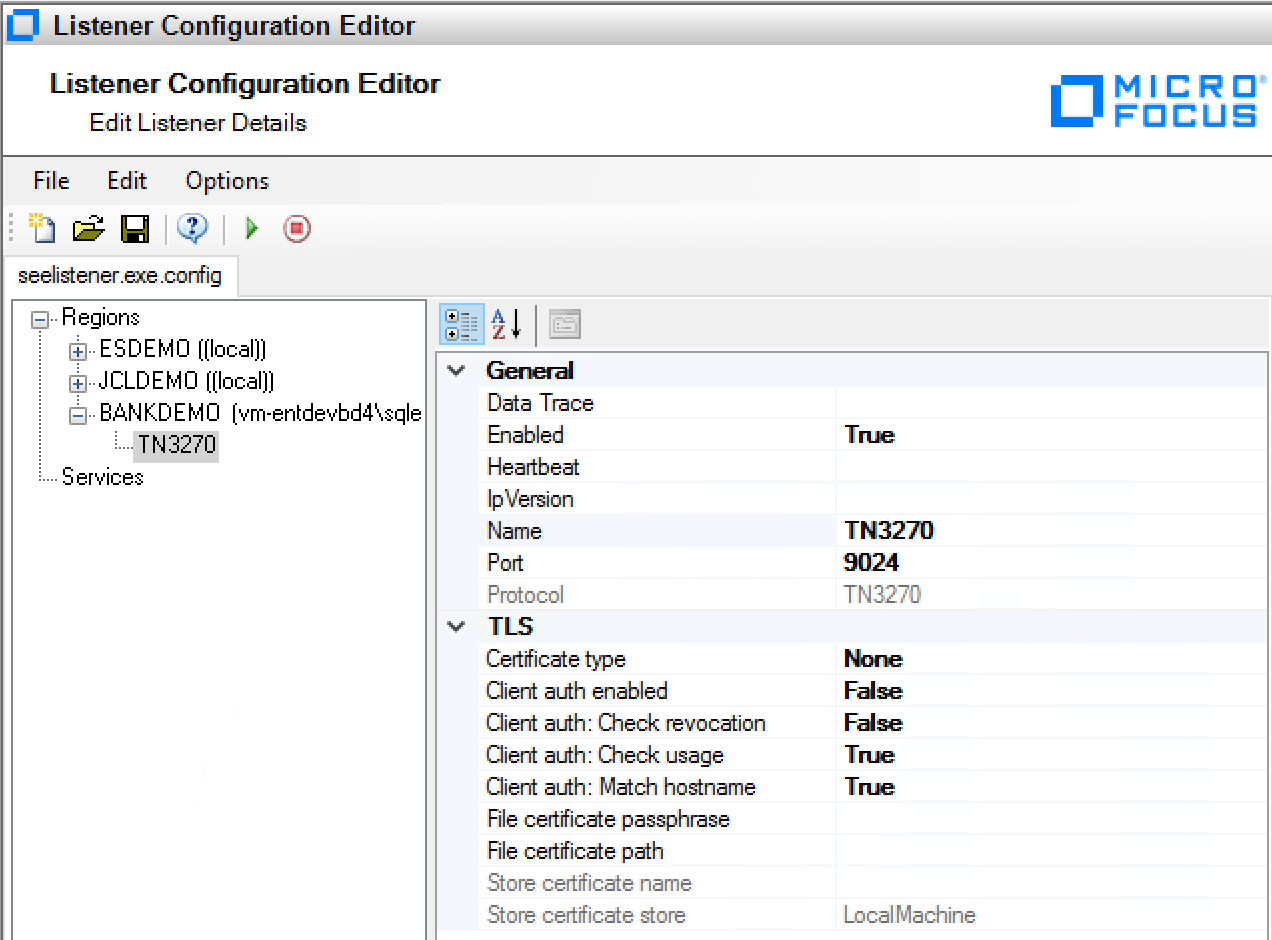 Listener Configuration Editor
Listener Configuration Editor
Edit Listener Details
MICRO
FOCUS
File Edit Options
seelistener.exe.config
Regions
ESDEMO ((local))
JCLDEMO ((local))
BANKDEMO (vm-entdevbd4\sqle
TN3270
Services
General
Data Trace
Enabled True
Heartbeat
IpVersion
Name TN3270
Port 9024
Protocol TN3270
TLS
Certificate type None
Client auth enabled False
Client auth: Check revocation False
Client auth: Check usage True
Client auth: Match hostname True
File certificate passphrase
File certificate path
Store certificate name
Store certificate store LocalMachine